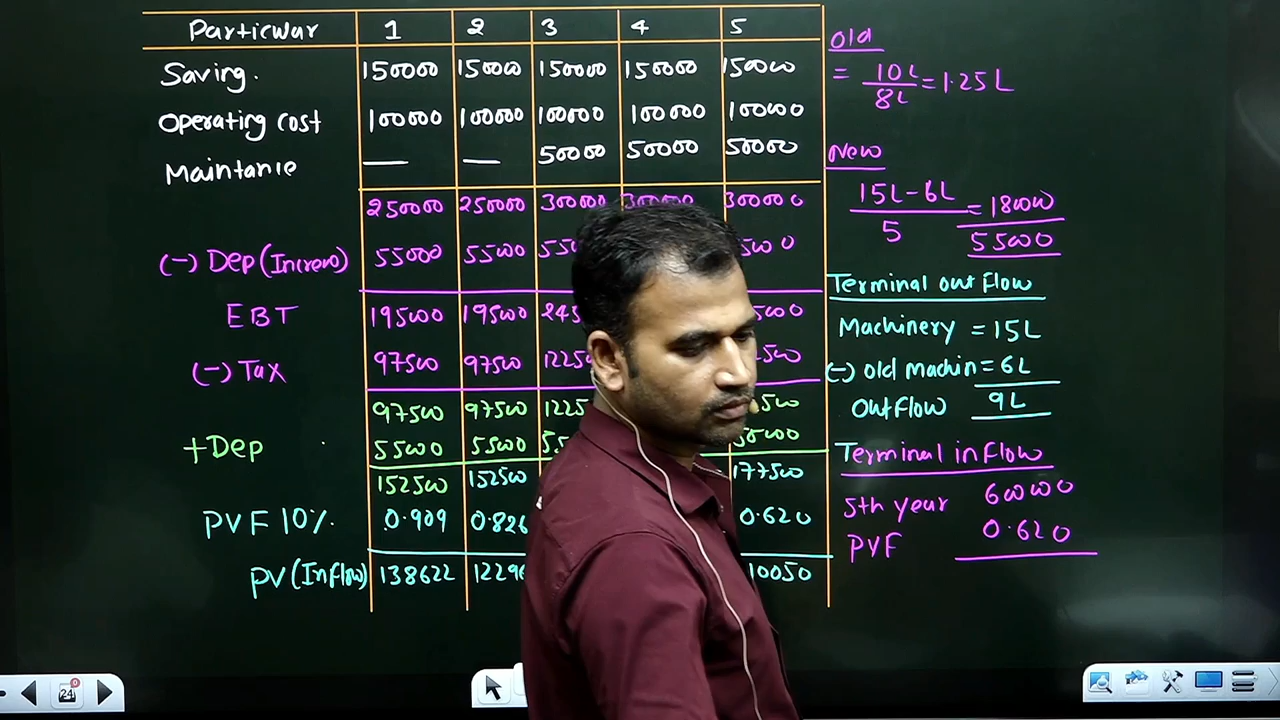 Particular 1 2 3 4 5
Saving. 150000 150000 150000 150000 150000
Operating cost 100000 100000 100000 100000 100000
Maintanie — — 50000 50000 50000
250000 250000 300000 300000 300000
(-) Dep (Increm) 55000 55000
EBT 195000 195000
(-) Tax 97500 97500
97500 97500
+Dep 55000 55000
152500 152500 177500
PVF 10%. 0.909 0.826 0.620
PV (Inflow) 138622
Old
= 10L/8L = 1.25L
New
15L-6L/5 = 18000
55000
Terminal out flow
Machinery = 15L
(-) old machin = 6L
Outflow 9L
Terminal inflow
5th year 60000
PVF 0.620
24